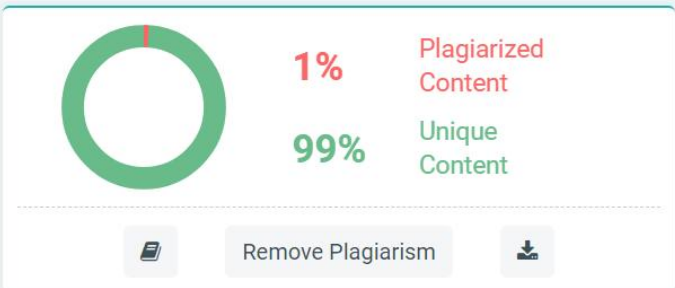 1%
Plagiarized
Content
99%
Unique
Content
Remove Plagiarism